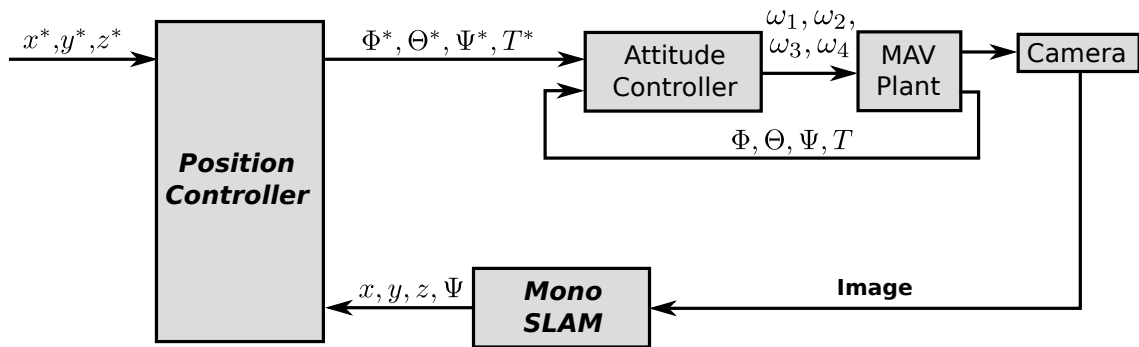 x*,y*,z*
Φ*, Θ*, Ψ*, T*
Attitude
Controller
ω₁, ω₂,
ω₃, ω₄
MAV
Plant
Camera
Φ, Θ, Ψ, T
Position
Controller
x, y, z, Ψ
Mono
SLAM
Image